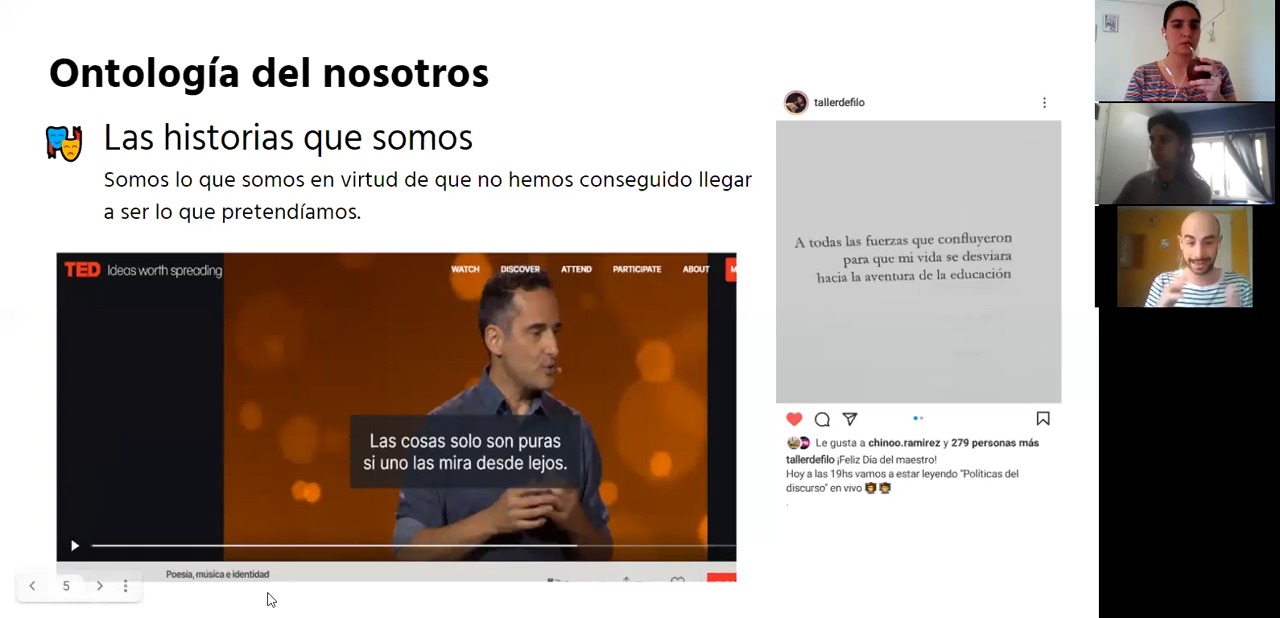 Ontología del nosotros
Las historias que somos
Somos lo que somos en virtud de que no hemos conseguido llegar
a ser lo que pretendíamos.
TED Ideas worth spreading
WATCH DISCOVER ATTEND PARTICIPATE ABOUT M
Las cosas solo son puras
si uno las mira desde lejos.
Poesía, música e identidad
5
tallerdefilo
A todas las fuerzas que confluyeron
para que mi vida se desviara
hacia la aventura de la educación
Le gusta a chinoo.ramirez y 279 personas más
tallerdefilo ¡Feliz Día del maestro!
Hoy a las 19hs vamos a estar leyendo "Políticas del
discurso" en vivo
.